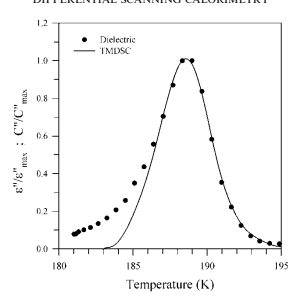 DIFFERENTIAL SCANNING CALORIMETRY
1.2
1.0
0.8
0.6
0.4
0.2
0.0
ε"/ε"max ; C"/C"max
Dielectric
TMDSC
180 185 190 195
Temperature (K)